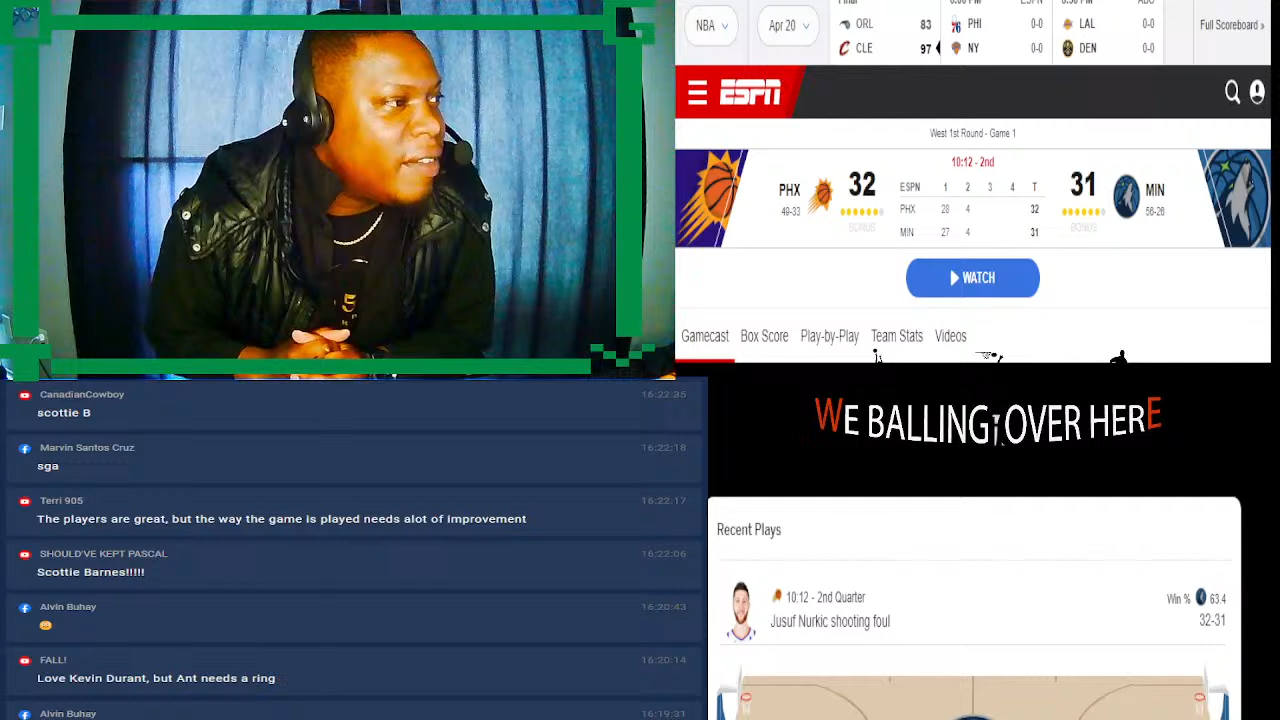 NBA
Apr 20
Final
ORL 83
CLE 97
PHI 0-0
NY 0-0
LAL 0-0
DEN 0-0
Full Scoreboard »
ESPN
West 1st Round - Game 1
10:12 - 2nd
PHX
49-33
32
BONUS
ESPN 1 2 3 4 T
PHX 28 4 32
MIN 27 4 31
31
BONUS
MIN
56-26
WATCH
Gamecast Box Score Play-by-Play Team Stats Videos
WE BALLING OVER HERE
Recent Plays
10:12 - 2nd Quarter
Jusuf Nurkic shooting foul
Win % 63.4
32-31
CanadianCowboy 16:22:35
scottie B
Marvin Santos Cruz 16:22:18
sga
Terri 905 16:22:17
The players are great, but the way the game is played needs alot of improvement
SHOULD'VE KEPT PASCAL 16:22:06
Scottie Barnes!!!!!
Alvin Buhay 16:20:43
FALL! 16:20:14
Love Kevin Durant, but Ant needs a ring
Alvin Buhay 16:19:31